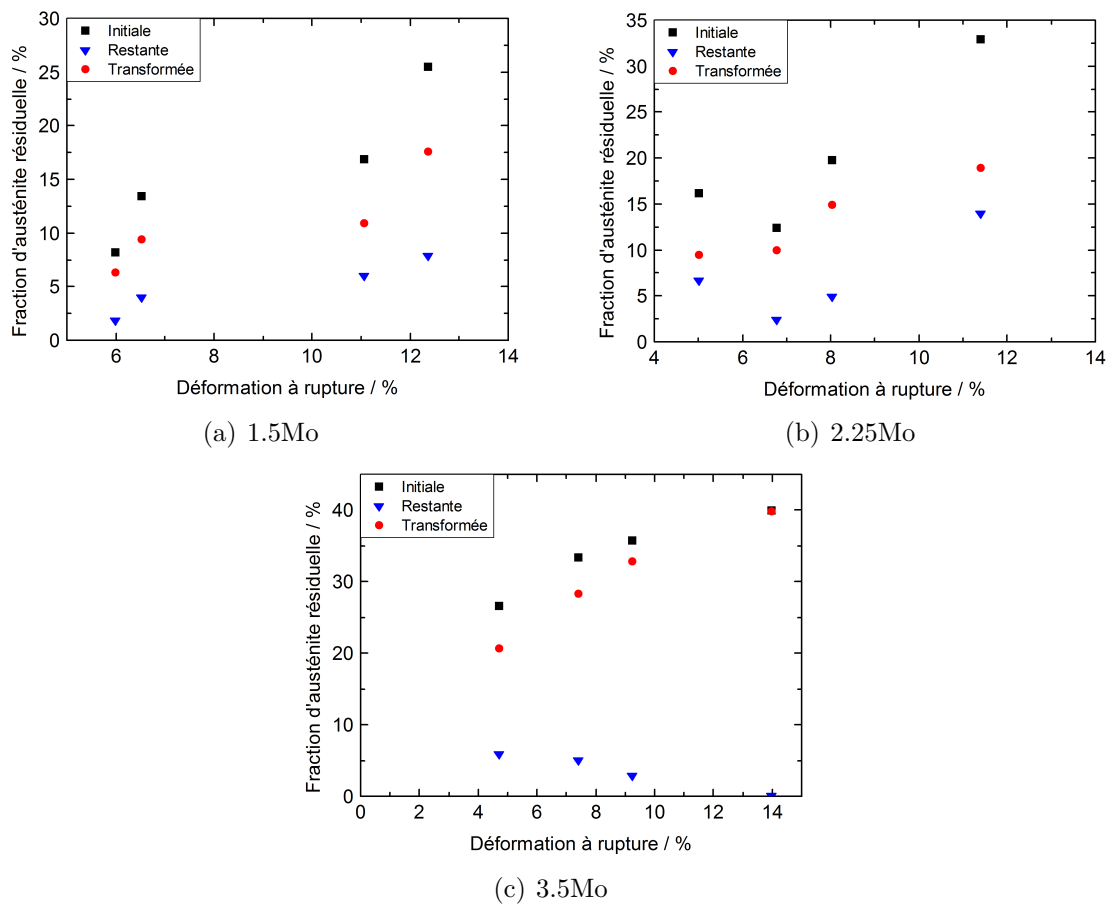 30
25
20
15
10
5
0
6
8
10
12
14
Fraction d'austénite résiduelle / %
Initiale
Restante
Transformée
Déformation à rupture / %
(a) 1.5Mo
35
30
25
20
15
10
5
0
4
6
8
10
12
14
Fraction d'austénite résiduelle / %
Initiale
Restante
Transformée
Déformation à rupture / %
(b) 2.25Mo
40
30
20
10
0
0
2
4
6
8
10
12
14
Fraction d'austénite résiduelle / %
Initiale
Restante
Transformée
Déformation à rupture / %
(c) 3.5Mo